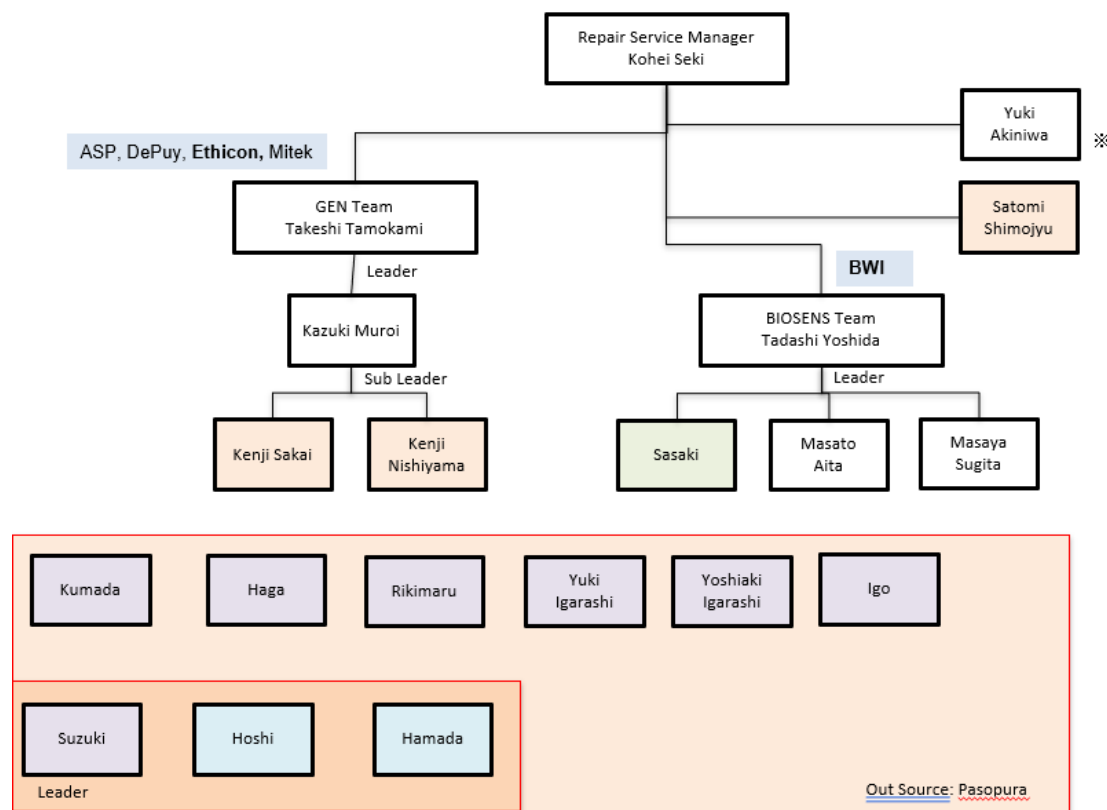 Repair Service Manager
Kohei Seki
Yuki
Akiniwa
※
ASP, DePuy, Ethicon, Mitek
GEN Team
Takeshi Tamokami
Satomi
Shimojyu
Leader
BWI
Kazuki Muroi
BIOSENS Team
Tadashi Yoshida
Sub Leader
Leader
Kenji Sakai
Kenji
Nishiyama
Sasaki
Masato
Aita
Masaya
Sugita
Kumada
Haga
Rikimaru
Yuki
Igarashi
Yoshiaki
Igarashi
Igo
Suzuki
Hoshi
Hamada
Leader
Out Source: Pasopura